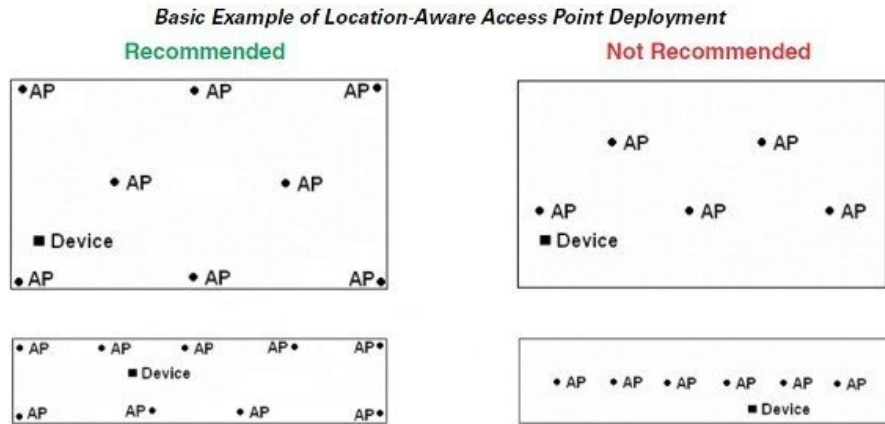 Basic Example of Location-Aware Access Point Deployment
Recommended
Not Recommended
AP AP AP
AP AP
Device
AP AP AP
AP AP
AP AP AP
Device
AP AP AP AP AP
Device
AP AP AP AP
AP AP AP AP AP AP
Device